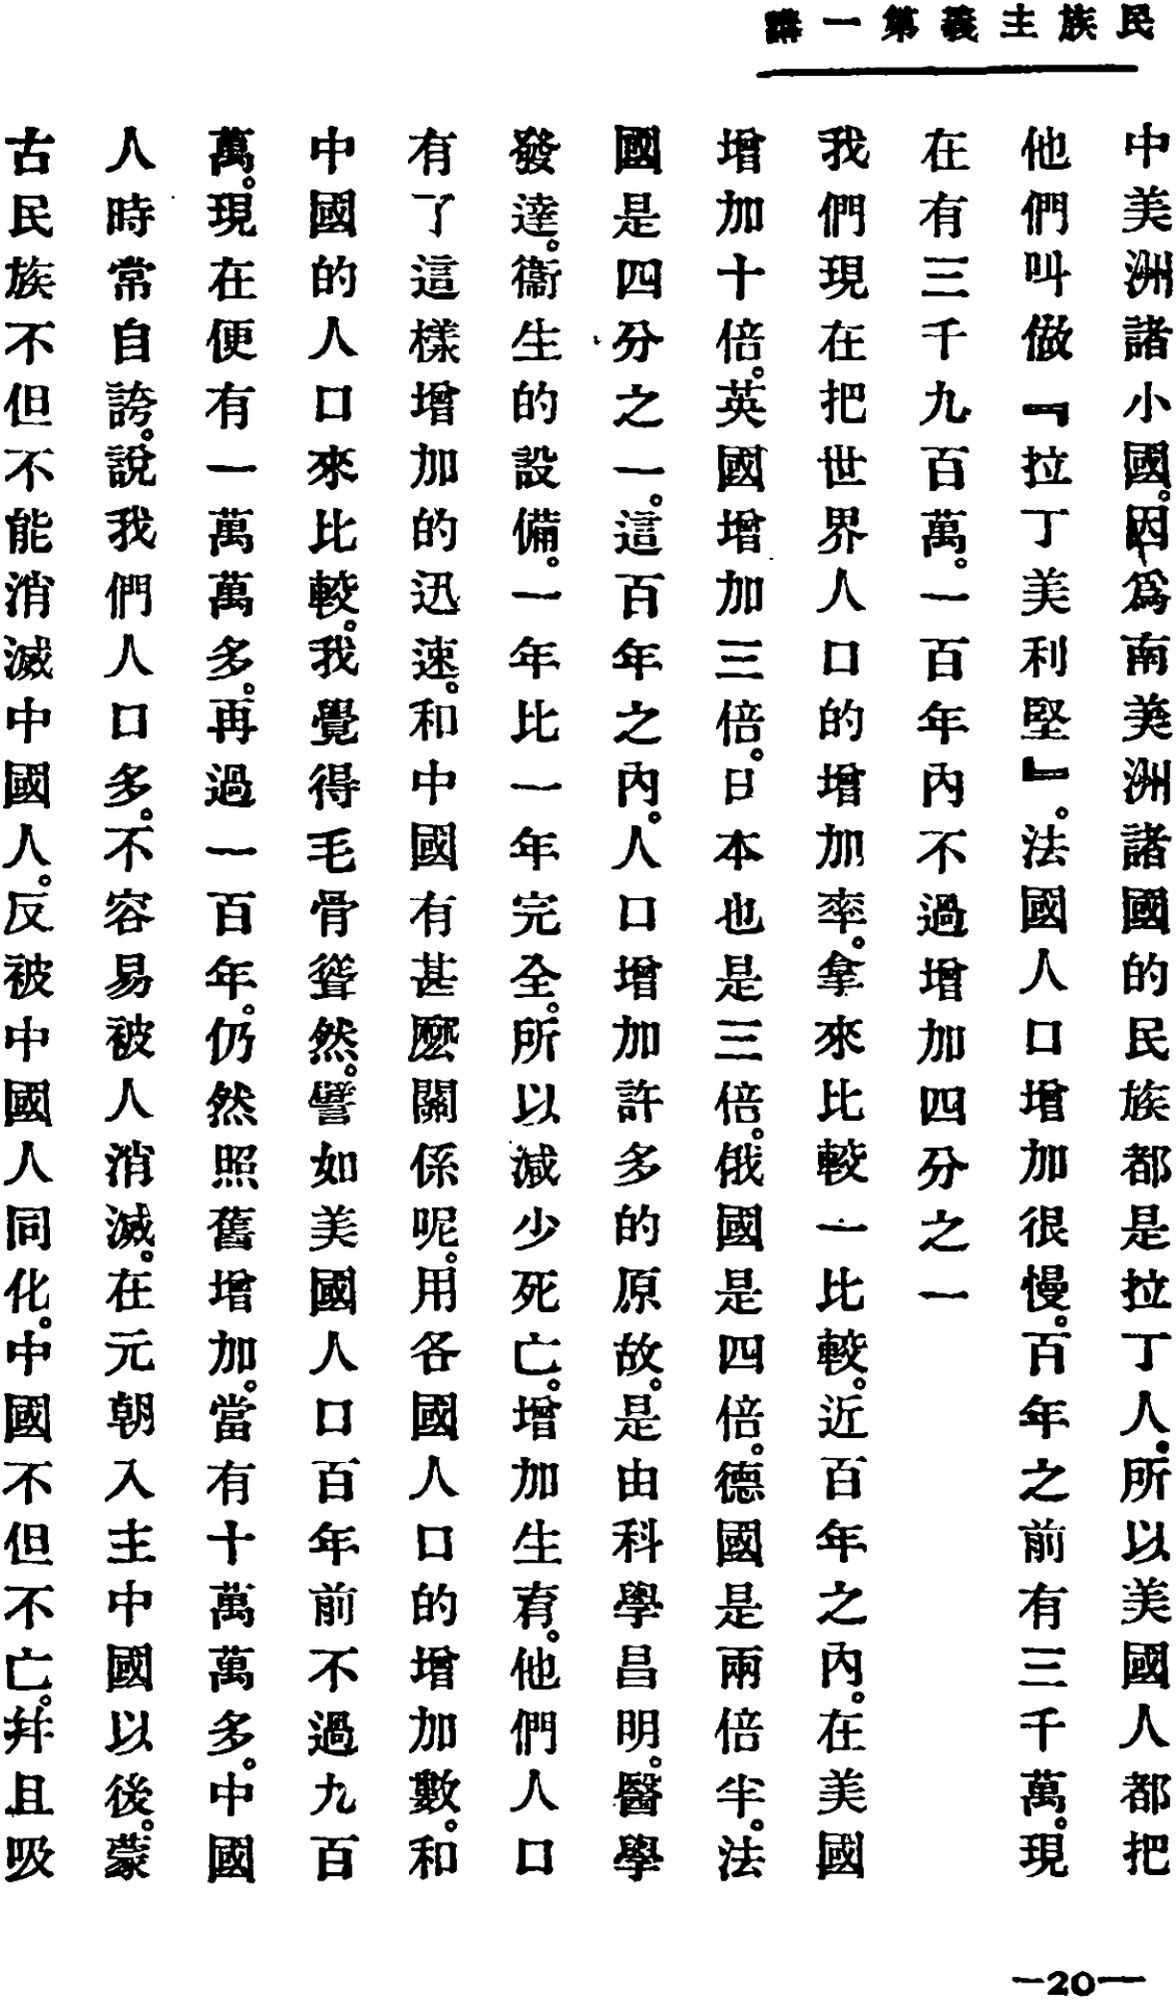 民族主義第一講
中美洲諸小國。因爲南美洲諸國的民族都是拉丁人。所以美國人都把
他們叫做『拉丁美利堅』。法國人口增加很慢。百年之前有三千萬。現
在有三千九百萬。一百年內不過增加四分之一
我們現在把世界人口的增加率。拿來比較一比較。近百年之內。在美國
增加十倍。英國增加三倍。日本也是三倍。俄國是四倍。德國是兩倍半。法
國是四分之一。這百年之內。人口增加許多的原故。是由科學昌明。醫學
發達。衞生的設備。一年比一年完全。所以減少死亡。增加生育。他們人口
有了這樣增加的迅速。和中國有甚麽關係呢。用各國人口的增加數。和
中國的人口來比較。我覺得毛骨聳然。譬如美國人口百年前不過九百
萬。現在便有一萬萬多。再過一百年。仍然照舊增加。當有十萬萬多。中國
人時常自誇。說我們人口多。不容易被人消滅。在元朝入主中國以後。蒙
古民族不但不能消滅中國人。反被中國人同化。中國不但不亡。幷且吸
—20—